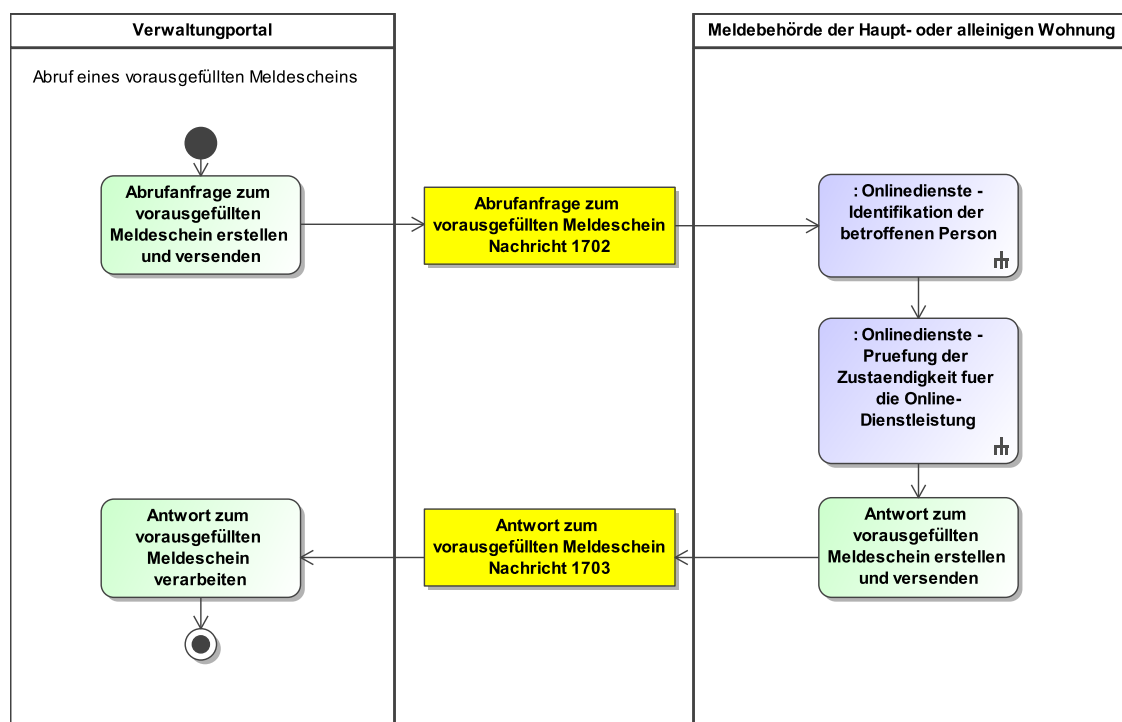 Verwaltungportal
Meldebehörde der Haupt- oder alleinigen Wohnung
Abruf eines vorausgefüllten Meldescheins
Abrufanfrage zum
vorausgefüllten
Meldeschein erstellen
und versenden
Abrufanfrage zum
vorausgefüllten Meldeschein
Nachricht 1702
: Onlinedienste -
Identifikation der
betroffenen Person
: Onlinedienste -
Pruefung der
Zustaendigkeit fuer
die Online-
Dienstleistung
Antwort zum
vorausgefüllten
Meldeschein erstellen
und versenden
Antwort zum
vorausgefüllten Meldeschein
Nachricht 1703
Antwort zum
vorausgefüllten
Meldeschein
verarbeiten